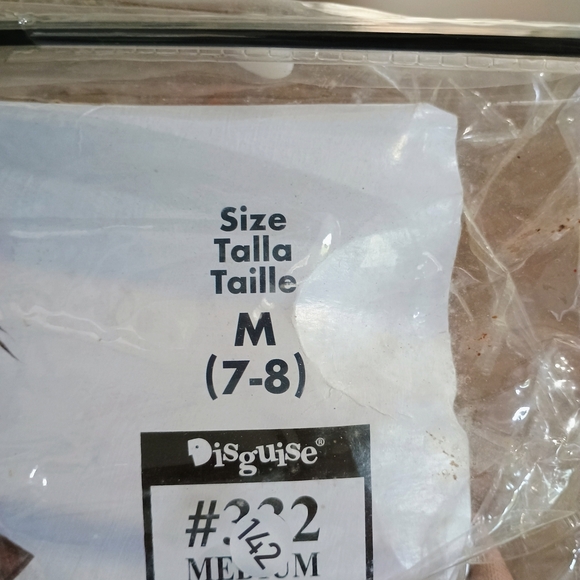 Size
Talla
Taille
M
(7-8)
Disguise®
142